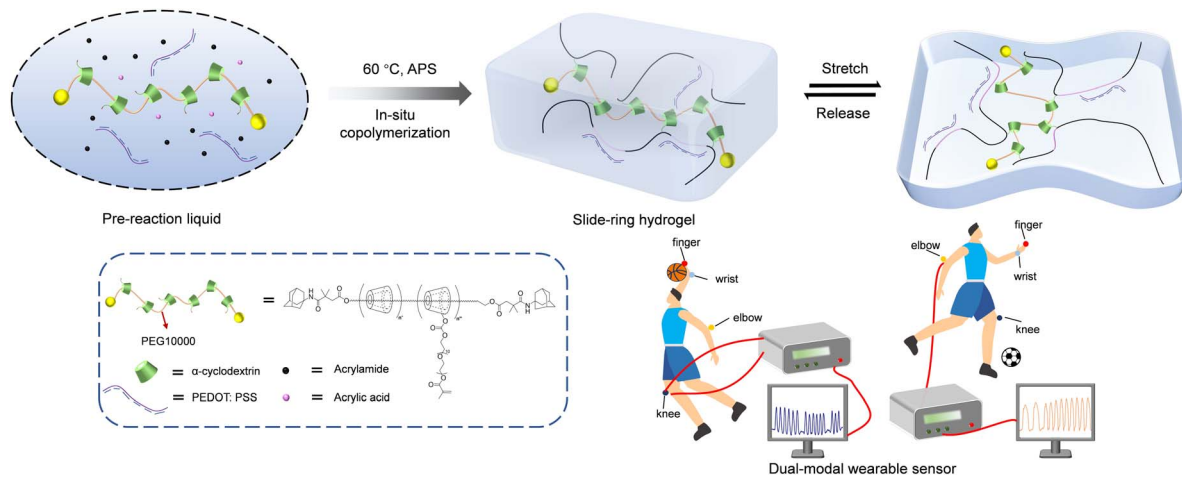 60 °C, APS
In-situ
copolymerization
Stretch
Release
Pre-reaction liquid
Slide-ring hydrogel
PEG10000
=
= α-cyclodextrin
= Acrylamide
= PEDOT: PSS
= Acrylic acid
finger
wrist
elbow
knee
elbow
finger
wrist
knee
Dual-modal wearable sensor